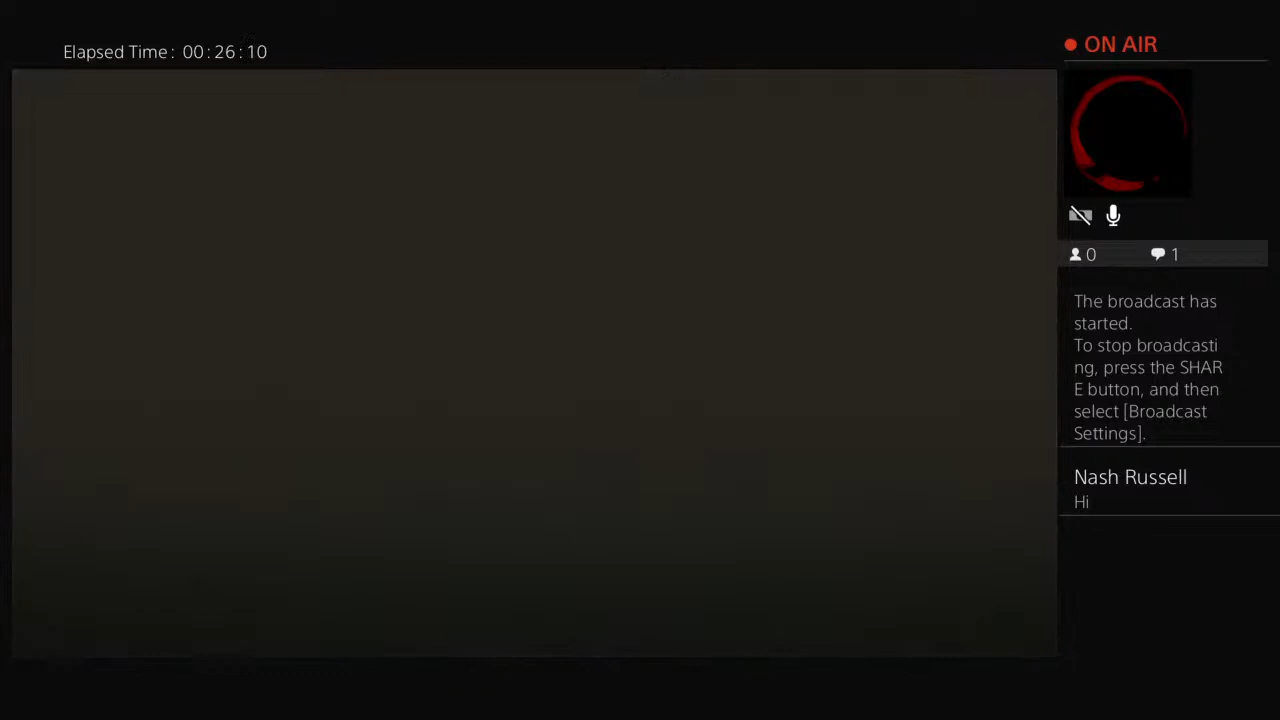 Elapsed Time: 00:26:10
ON AIR
0 1
The broadcast has
started.
To stop broadcasti
ng, press the SHAR
E button, and then
select [Broadcast
Settings].
Nash Russell
Hi